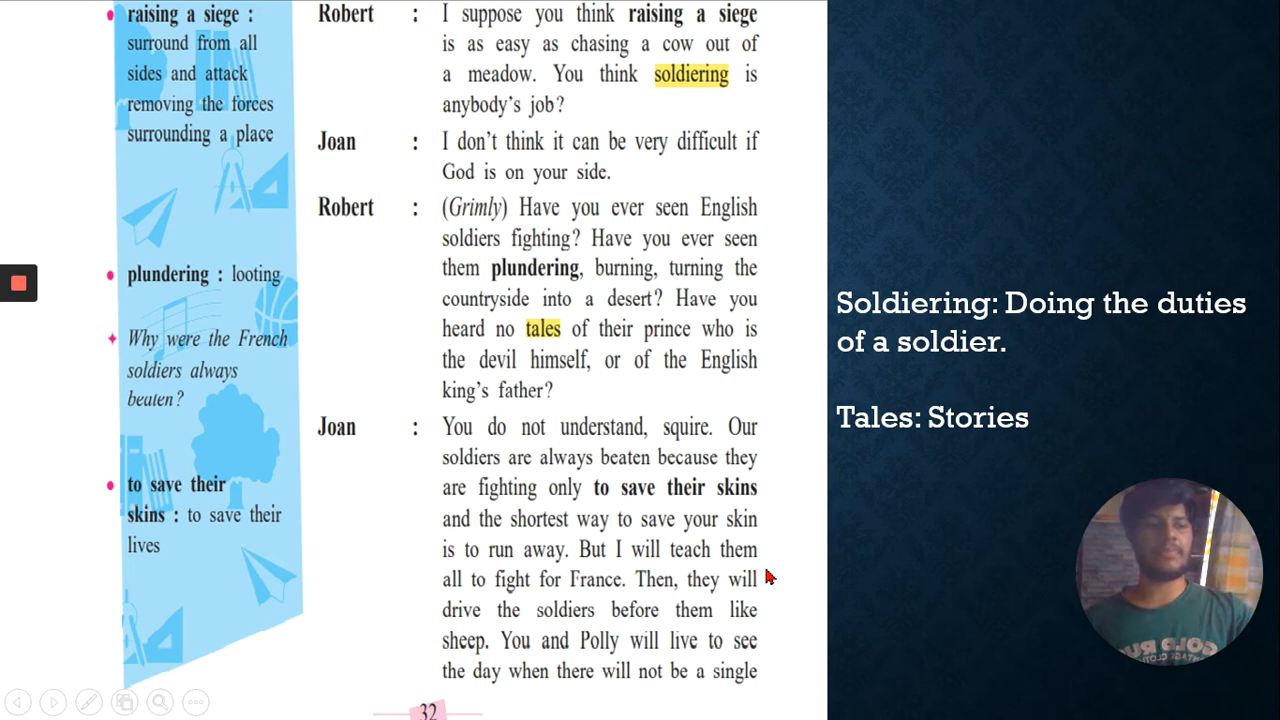 raising a siege :
surround from all
sides and attack
removing the forces
surrounding a place
plundering : looting
Why were the French
soldiers always
beaten?
to save their
skins : to save their
lives
Robert : I suppose you think raising a siege
is as easy as chasing a cow out of
a meadow. You think soldiering is
anybody's job?
Joan : I don't think it can be very difficult if
God is on your side.
Robert : (Grimly) Have you ever seen English
soldiers fighting? Have you ever seen
them plundering, burning, turning the
countryside into a desert? Have you
heard no tales of their prince who is
the devil himself, or of the English
king's father?
Joan : You do not understand, squire. Our
soldiers are always beaten because they
are fighting only to save their skins
and the shortest way to save your skin
is to run away. But I will teach them
all to fight for France. Then, they will
drive the soldiers before them like
sheep. You and Polly will live to see
the day when there will not be a single
32
Soldiering: Doing the duties
of a soldier.
Tales: Stories